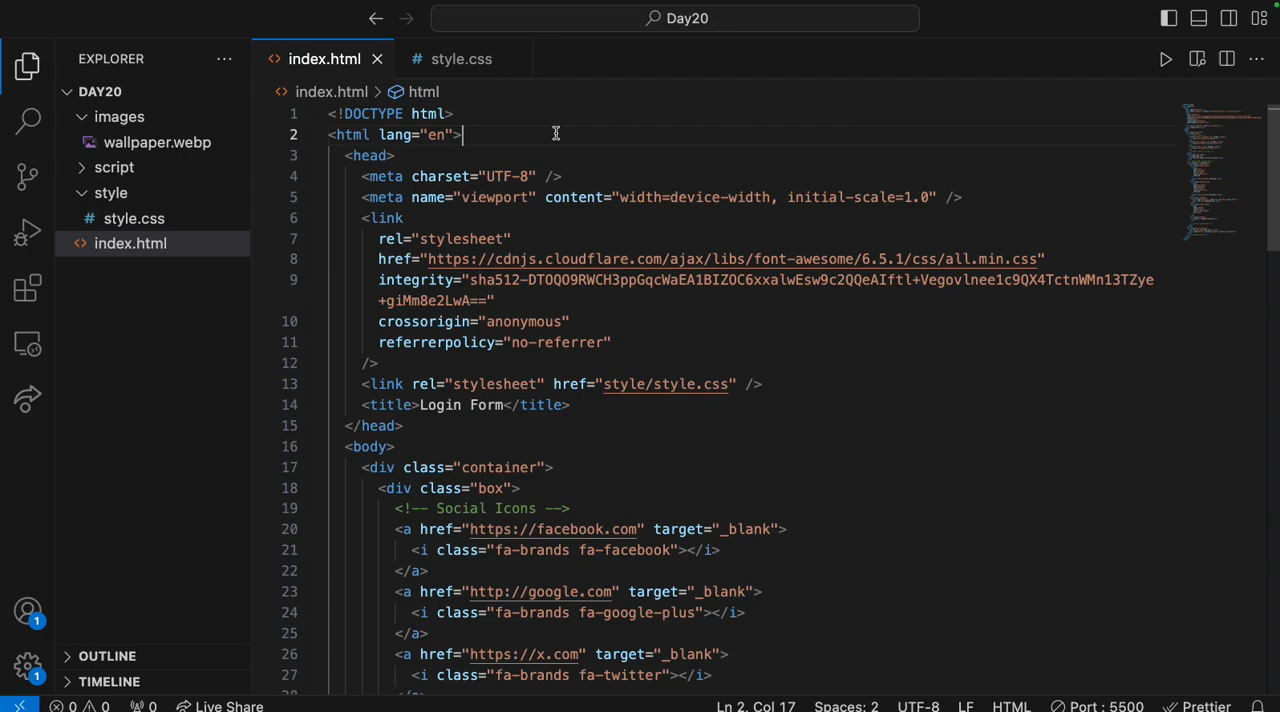 Day20
EXPLORER
index.html
style.css
DAY20
index.html > html
images
wallpaper.webp
script
style
style.css
index.html
1 <!DOCTYPE html>
2 <html lang="en">
3 <head>
4 <meta charset="UTF-8" />
5 <meta name="viewport" content="width=device-width, initial-scale=1.0" />
6 <link
7 rel="stylesheet"
8 href="https://cdnjs.cloudflare.com/ajax/libs/font-awesome/6.5.1/css/all.min.css"
9 integrity="sha512-DTOQO9RWCH3ppGqcWaEA1BIZOC6xxalwEsw9c2QQeAIftl+Vegovlnee1c9QX4TctnWMn13TZye
+giMm8e2LwA=="
10 crossorigin="anonymous"
11 referrerpolicy="no-referrer"
12 />
13 <link rel="stylesheet" href="style/style.css" />
14 <title>Login Form</title>
15 </head>
16 <body>
17 <div class="container">
18 <div class="box">
19 <!-- Social Icons -->
20 <a href="https://facebook.com" target="_blank">
21 <i class="fa-brands fa-facebook"></i>
22 </a>
23 <a href="http://google.com" target="_blank">
24 <i class="fa-brands fa-google-plus"></i>
25 </a>
26 <a href="https://x.com" target="_blank">
27 <i class="fa-brands fa-twitter"></i>
1
OUTLINE
1
TIMELINE
0 0 0 Live Share Ln 2, Col 17 Spaces: 2 UTF-8 LF HTML Port : 5500 Prettier